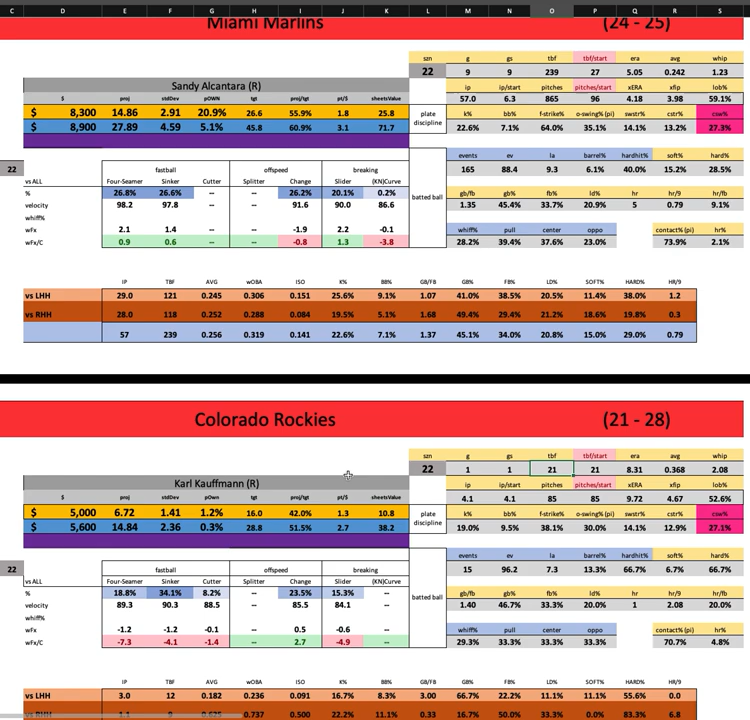 C D E F G H I J K L M N O P Q R S
Miami Marlins (24 - 25)
szn g gs tbf tbf/start era avg whip
22 9 9 239 27 5.05 0.242 1.23
Sandy Alcantara (R) ip ip/start pitches pitches/start xERA xfip lob%
57.0 6.3 865 96 4.18 3.98 59.1%
$ proj stdDev pOWN tgt proj/tgt pt/$ sheetsValue
$ 8,300 14.86 2.91 20.9% 26.6 55.9% 1.8 25.8 plate discipline k% bb% f-strike% o-swing% (pi) swstr% cstr% csw%
$ 8,900 27.89 4.59 5.1% 45.8 60.9% 3.1 71.7 22.6% 7.1% 64.0% 35.1% 14.1% 13.2% 27.3%
events ev la barrel% hardhit% soft% hard%
22 fastball offspeed breaking 165 88.4 9.3 6.1% 40.0% 15.2% 28.5%
vs ALL Four-Seamer Sinker Cutter Splitter Change Slider (KN)Curve
% 26.8% 26.6% -- -- 26.2% 20.1% 0.2% batted ball gb/fb gb% fb% ld% hr hr/9 hr/fb
velocity 98.2 97.8 -- -- 91.6 90.0 86.6 1.35 45.4% 33.7% 20.9% 5 0.79 9.1%
whiff%
wFx 2.1 1.4 -- -- -1.9 2.2 -0.1 whiff% pull center oppo contact% (pi) hr%
wFx/C 0.9 0.6 -- -- -0.8 1.3 -3.8 28.2% 39.4% 37.6% 23.0% 73.9% 2.1%
IP TBF AVG wOBA ISO K% BB% GB/FB GB% FB% LD% SOFT% HARD% HR/9
vs LHH 29.0 121 0.245 0.306 0.151 25.6% 9.1% 1.07 41.0% 38.5% 20.5% 11.4% 38.0% 1.2
vs RHH 28.0 118 0.252 0.288 0.084 19.5% 5.1% 1.68 49.4% 29.4% 21.2% 18.6% 19.8% 0.3
57 239 0.256 0.319 0.141 22.6% 7.1% 1.37 45.1% 34.0% 20.8% 15.0% 29.0% 0.79
Colorado Rockies (21 - 28)
szn g gs tbf tbf/start era avg whip
22 1 1 21 21 8.31 0.368 2.08
Karl Kauffmann (R) ip ip/start pitches pitches/start xERA xfip lob%
$ proj stdDev pOwn tgt proj/tgt pt/$ sheetsValue 4.1 4.1 85 85 9.72 4.67 52.6%
$ 5,000 6.72 1.41 1.2% 16.0 42.0% 1.3 10.8 plate discipline k% bb% f-strike% o-swing% (pi) swstr% cstr% csw%
$ 5,600 14.84 2.36 0.3% 28.8 51.5% 2.7 38.2 19.0% 9.5% 38.1% 30.0% 14.1% 12.9% 27.1%
events ev la barrel% hardhit% soft% hard%
22 fastball offspeed breaking 15 96.2 7.3 13.3% 66.7% 6.7% 66.7%
vs ALL Four-Seamer Sinker Cutter Splitter Change Slider (KN)Curve
% 18.8% 34.1% 8.2% -- 23.5% 15.3% -- batted ball gb/fb gb% fb% ld% hr hr/9 hr/fb
velocity 89.3 90.3 88.5 -- 85.5 84.1 -- 1.40 46.7% 33.3% 20.0% 1 2.08 20.0%
whiff%
wFx -1.2 -1.2 -0.1 -- 0.5 -0.6 -- whiff% pull center oppo contact% (pi) hr%
wFx/C -7.3 -4.1 -1.4 -- 2.7 -4.9 -- 29.3% 33.3% 33.3% 33.3% 70.7% 4.8%
IP TBF AVG wOBA ISO K% BB% GB/FB GB% FB% LD% SOFT% HARD% HR/9
vs LHH 3.0 12 0.182 0.236 0.091 16.7% 8.3% 3.00 66.7% 22.2% 11.1% 11.1% 55.6% 0.0
vs RHH 1.1 9 0.625 0.737 0.500 22.2% 11.1% 0.33 16.7% 50.0% 33.3% 0.0% 83.3% 6.8